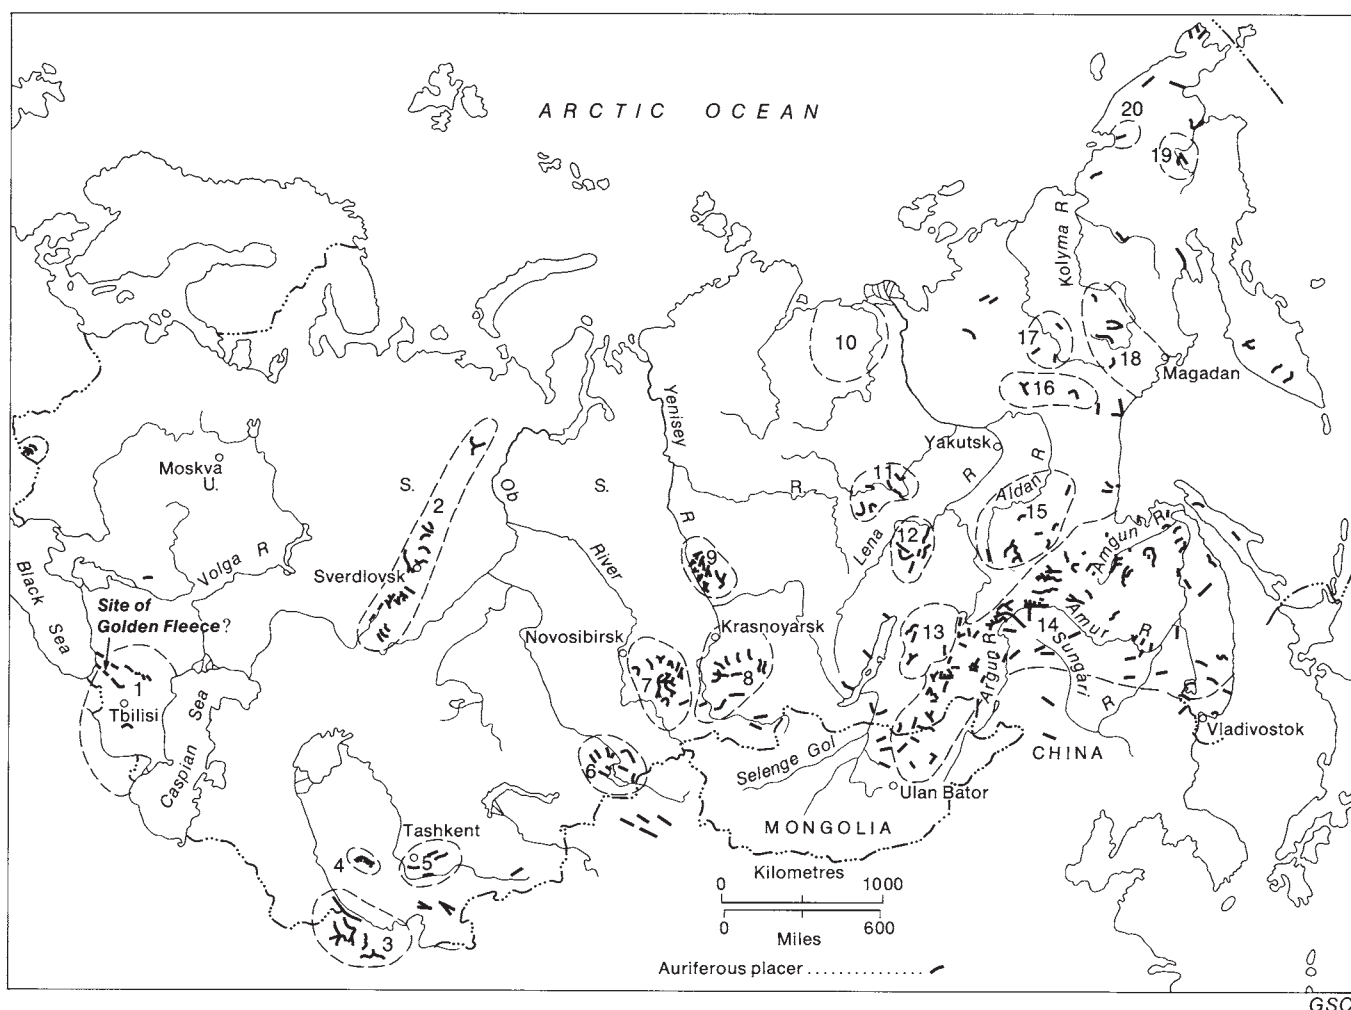 ARCTIC OCEAN
20
19
Kolyma R
10
17
18
Magadan
16
Yenisey
R
Yakutsk
Moskva
U.
S.
S.
R.
R
2
Ob
11
Aldan
R
15
Lena
R
12
Amgun R
9
Volga R
River
Sverdlovsk
Black
Sea
Site of
Golden Fleece?
Novosibirsk
Krasnoyarsk
13
Argun R
14
Amur
R
Sungari
R
1
Tbilisi
7
8
Caspian Sea
Vladivostok
CHINA
6
Selenge Gol
Ulan Bator
Tashkent
MONGOLIA
4
5
Kilometres
0 1000
0 600
Miles
3
Auriferous placer ...............
GSC